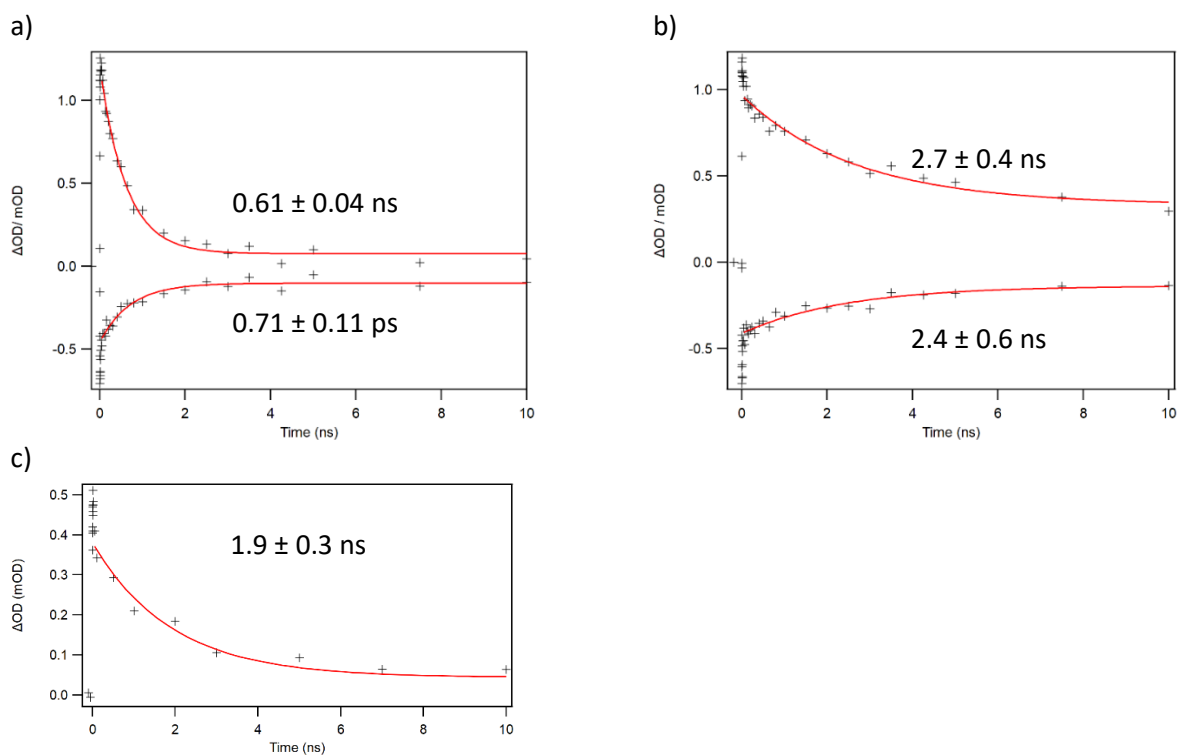 a)
ΔOD/ mOD
1.0
0.5
0.0
-0.5
0.61 ± 0.04 ns
0.71 ± 0.11 ps
0 2 4 6 8 10
Time (ns)
b)
ΔOD / mOD
1.0
0.5
0.0
-0.5
2.7 ± 0.4 ns
2.4 ± 0.6 ns
0 2 4 6 8 10
Time (ns)
c)
ΔOD (mOD)
0.5
0.4
0.3
0.2
0.1
0.0
1.9 ± 0.3 ns
0 2 4 6 8 10
Time (ns)